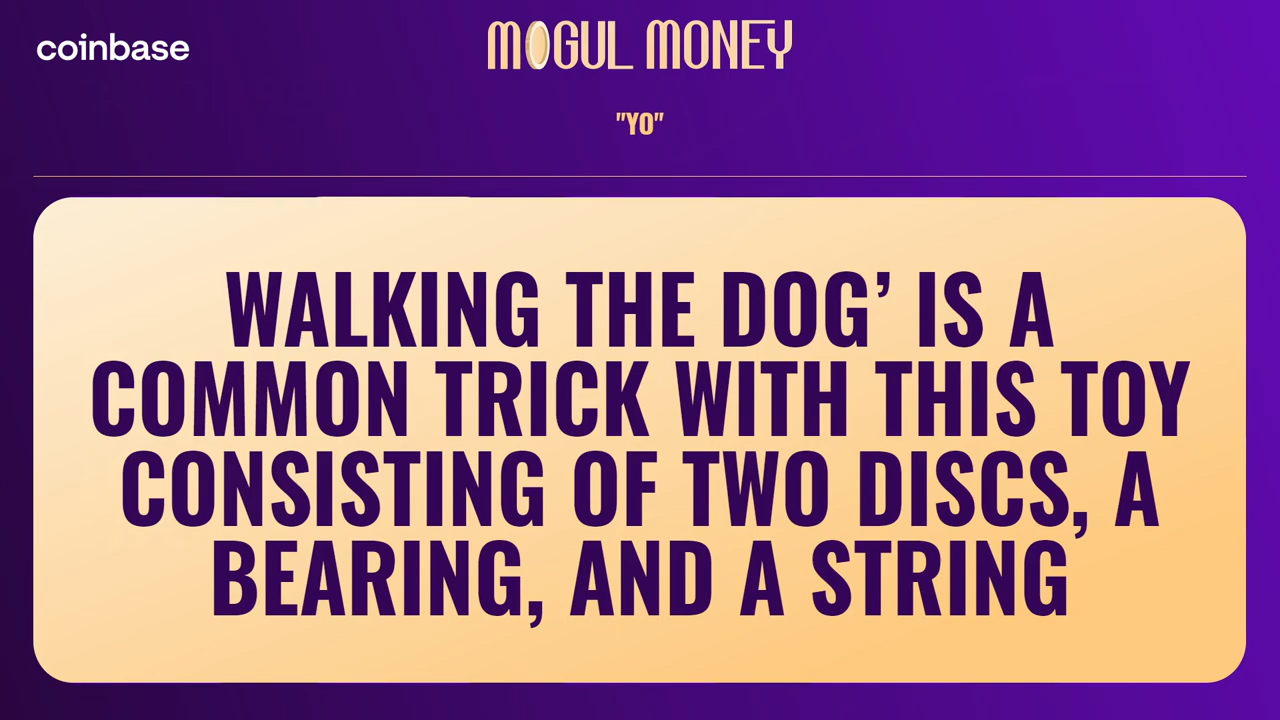 coinbase
MOGUL MONEY
"YO"
WALKING THE DOG’ IS A
COMMON TRICK WITH THIS TOY
CONSISTING OF TWO DISCS, A
BEARING, AND A STRING